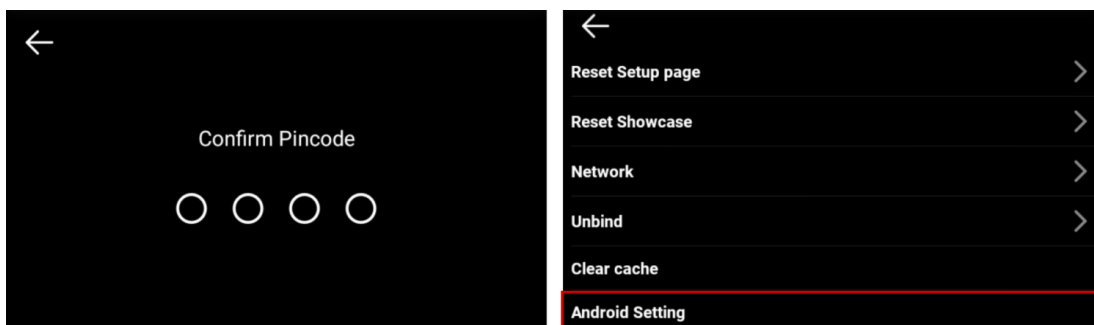 Confirm Pincode
Reset Setup page
Reset Showcase
Network
Unbind
Clear cache
Android Setting